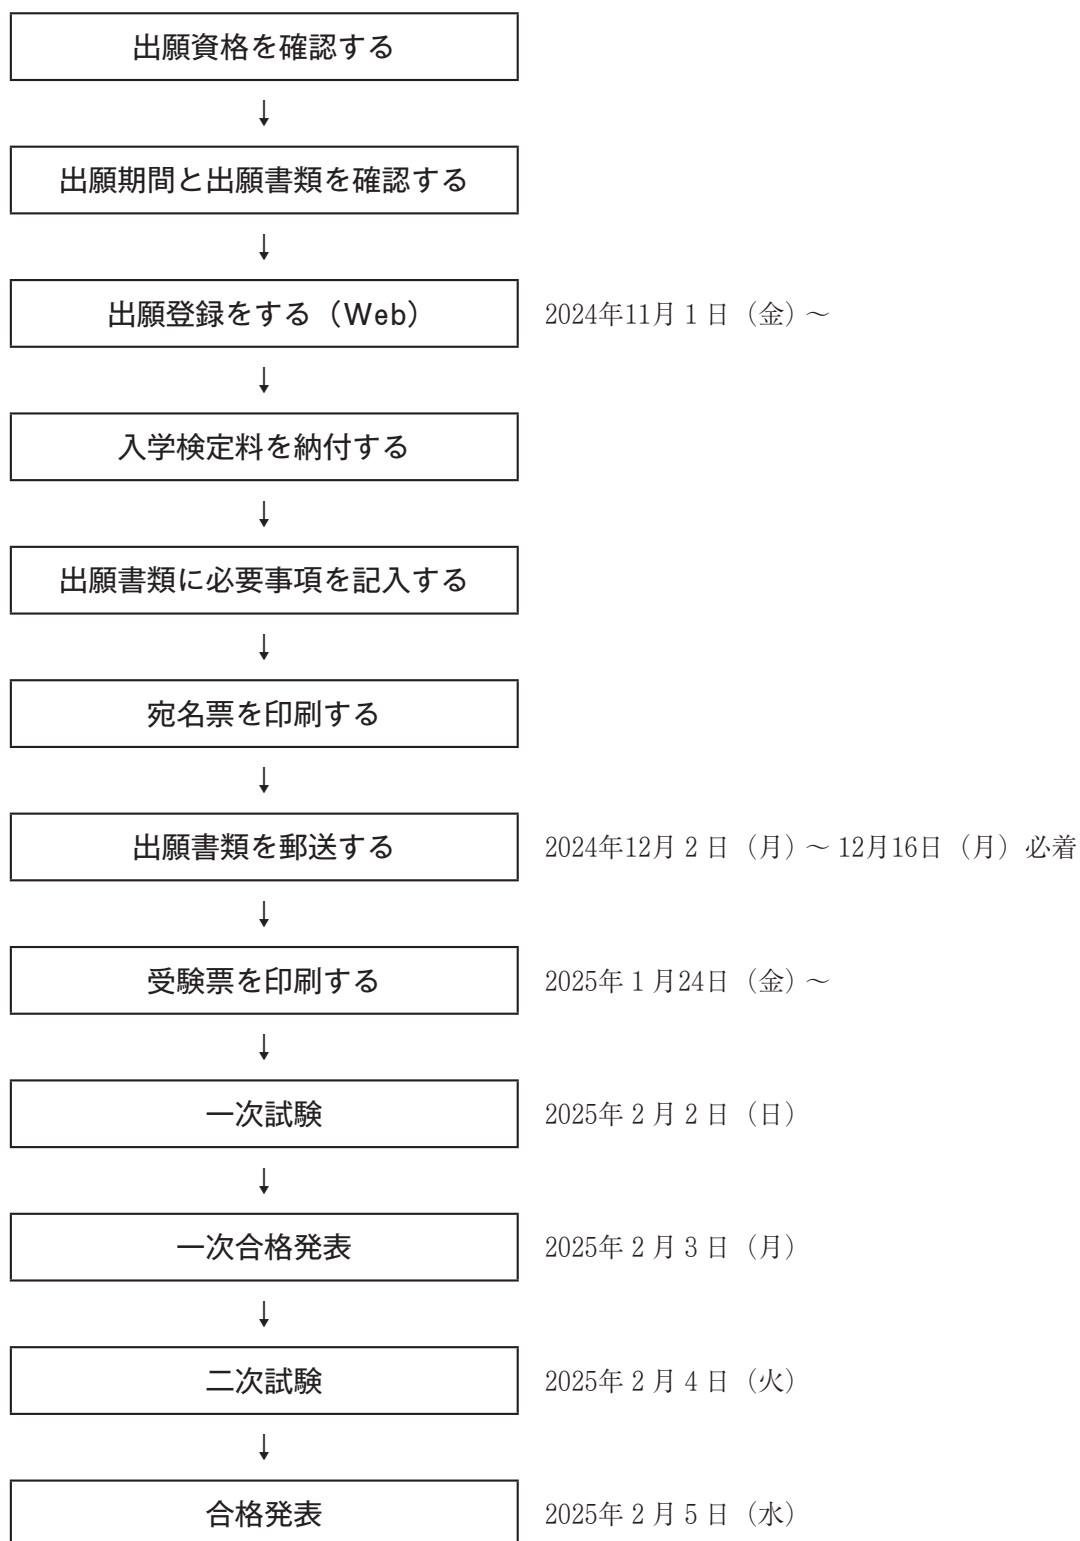 出願資格を確認する
↓
出願期間と出願書類を確認する
↓
出願登録をする（Web） 2024年11月1日（金）～
↓
入学検定料を納付する
↓
出願書類に必要事項を記入する
↓
宛名票を印刷する
↓
出願書類を郵送する 2024年12月2日（月）～12月16日（月）必着
↓
受験票を印刷する 2025年1月24日（金）～
↓
一次試験 2025年2月2日（日）
↓
一次合格発表 2025年2月3日（月）
↓
二次試験 2025年2月4日（火）
↓
合格発表 2025年2月5日（水）